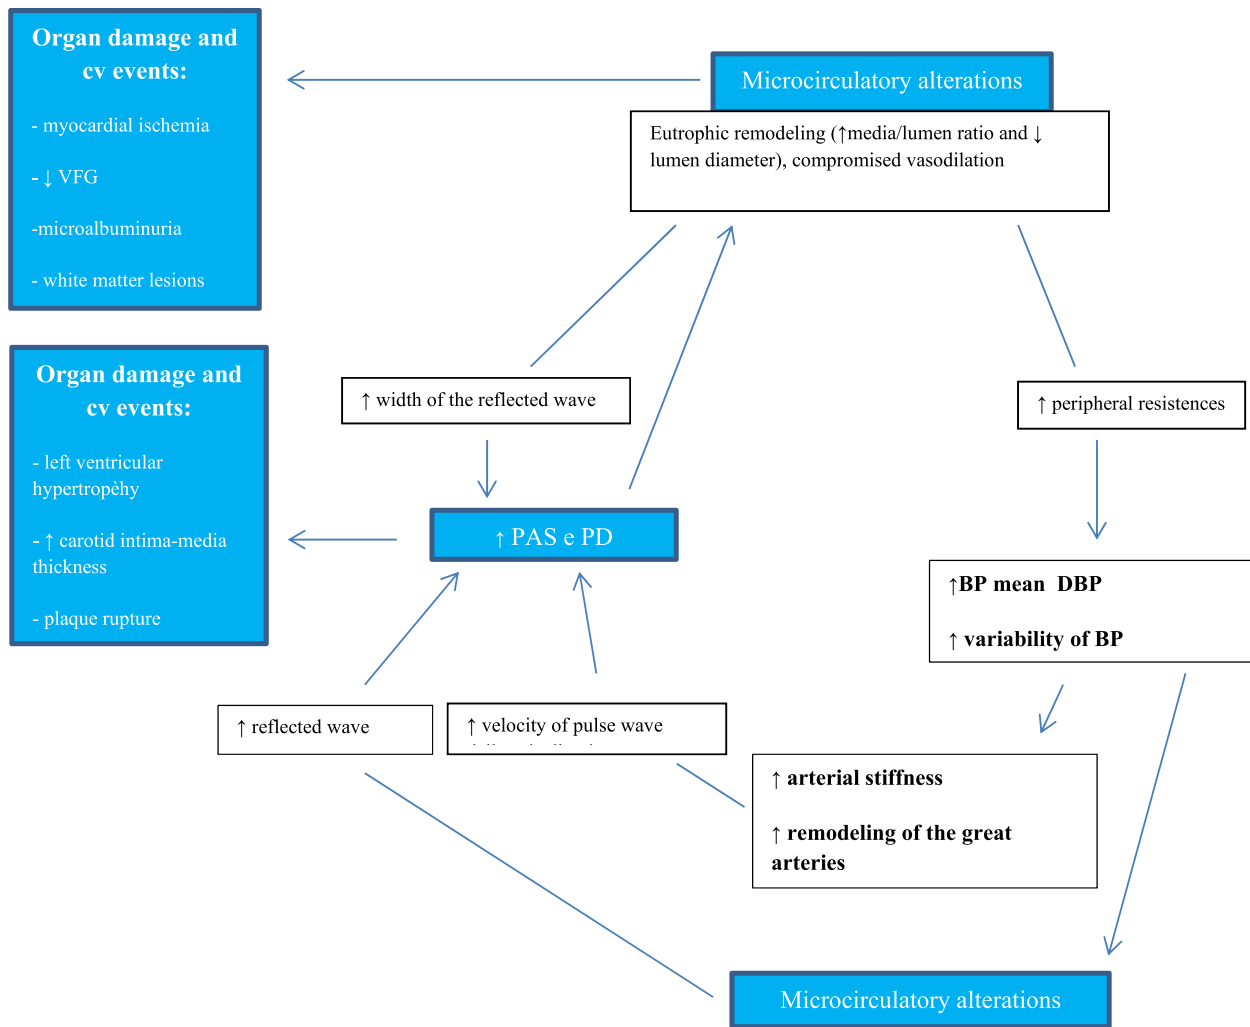 Organ damage and
cv events:
- myocardial ischemia
- ↓ VFG
-microalbuminuria
- white matter lesions
Microcirculatory alterations
Eutrophic remodeling (↑media/lumen ratio and ↓
lumen diameter), compromised vasodilation
Organ damage and
cv events:
- left ventricular
hypertropèhy
- ↑ carotid intima-media
thickness
- plaque rupture
↑ width of the reflected wave
↑ peripheral resistences
↑ PAS e PD
↑BP mean  DBP
↑ variability of BP
↑ reflected wave
↑ velocity of pulse wave
↑ arterial stiffness
↑ remodeling of the great
arteries
Microcirculatory alterations